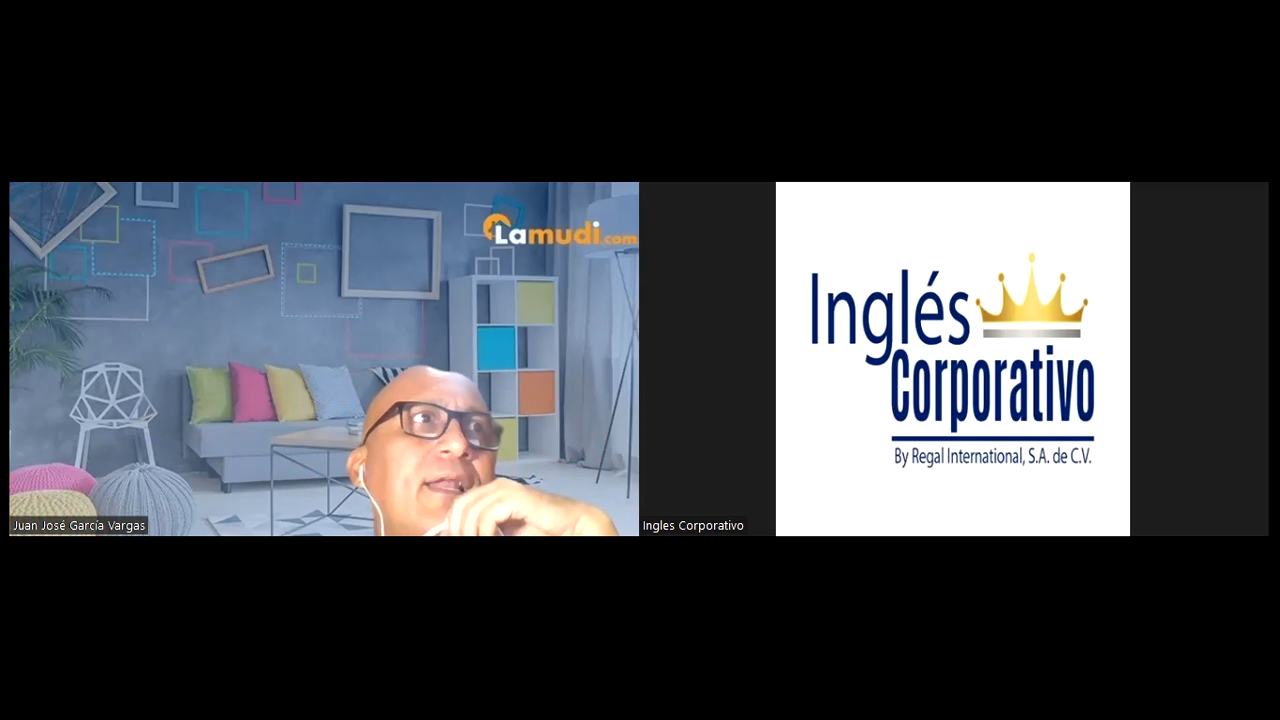 Lamudi.com
Juan José García Vargas
Inglés
Corporativo
By Regal International, S.A. de C.V.
Ingles Corporativo